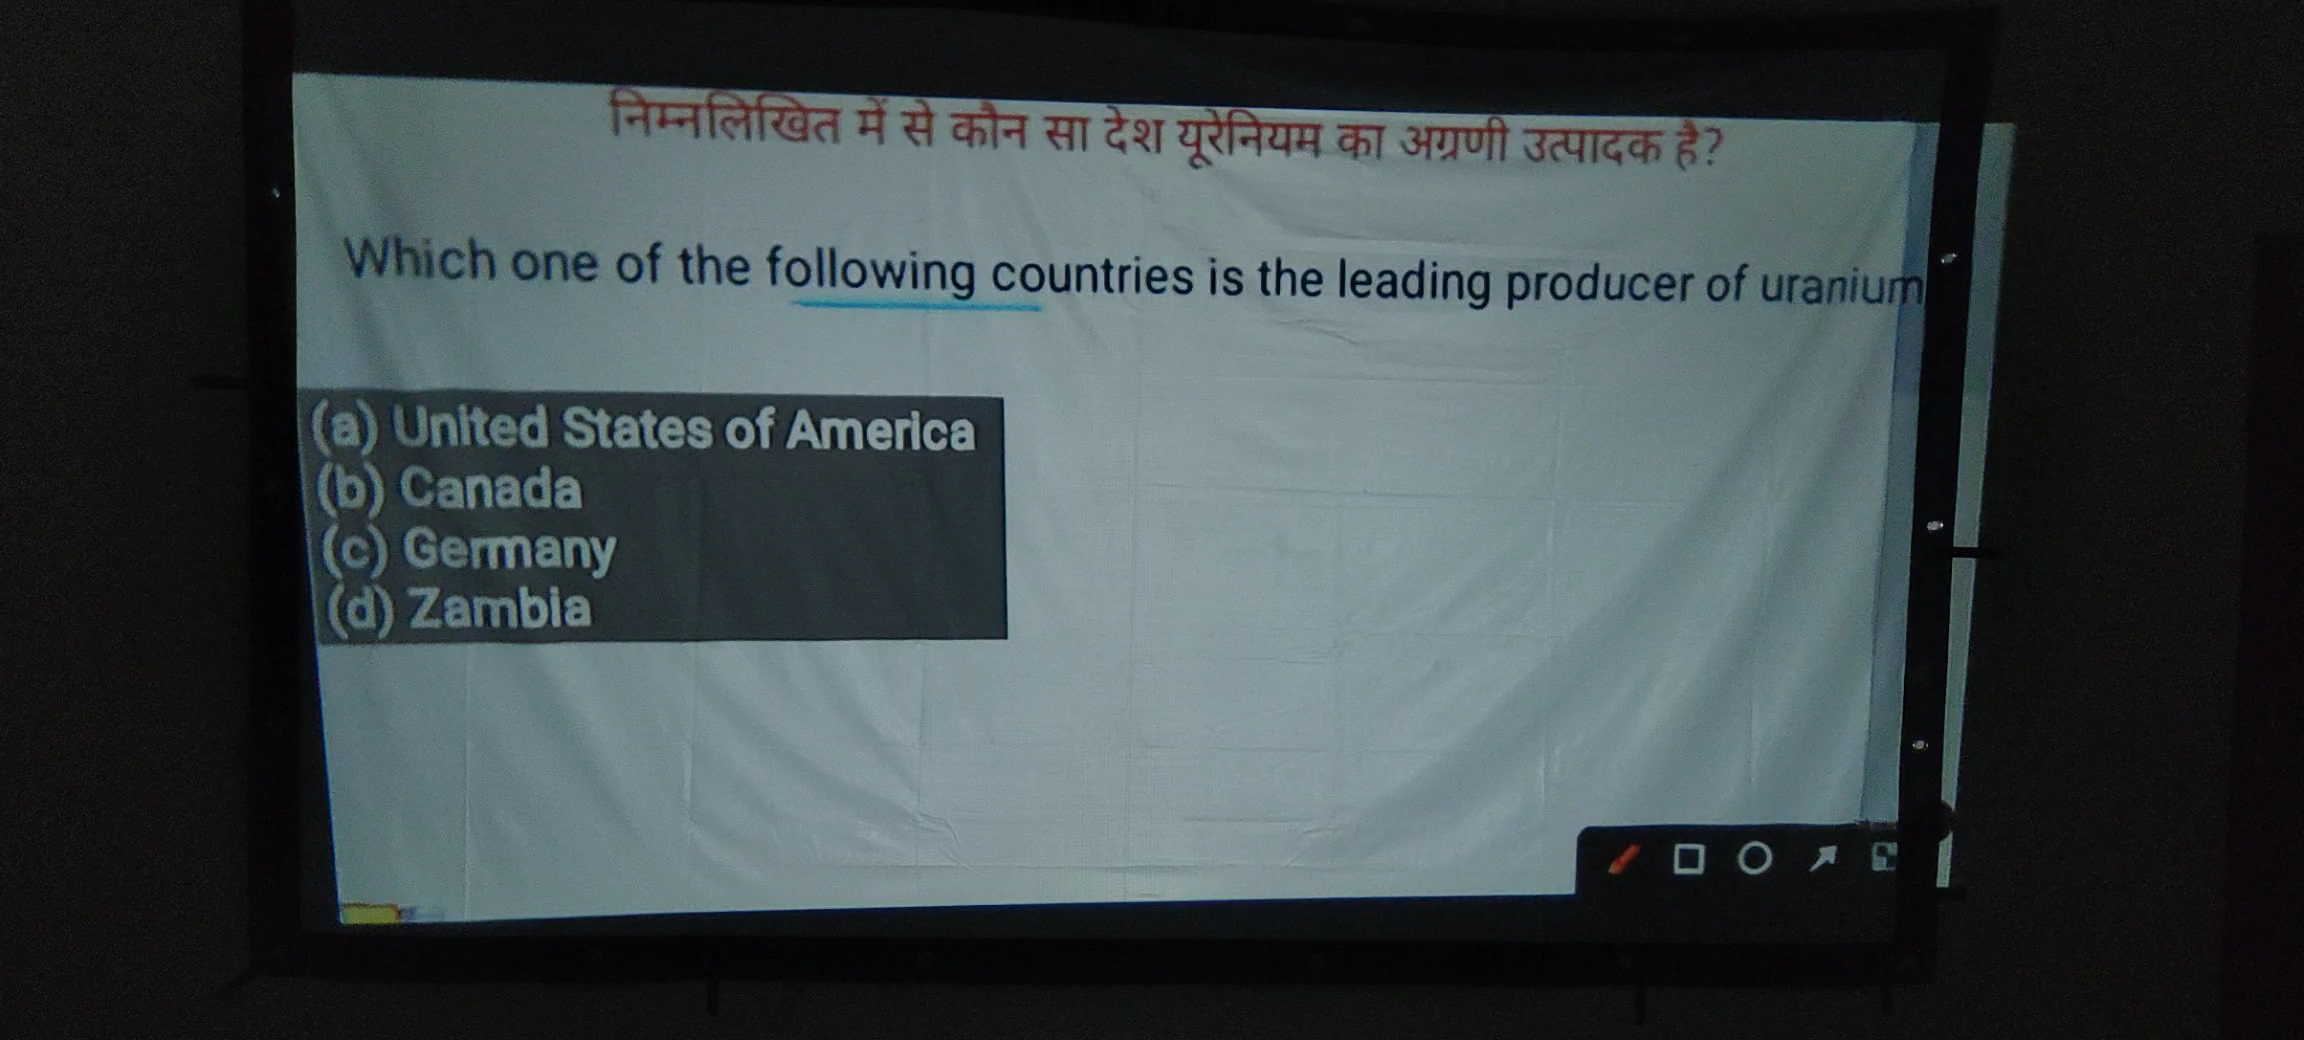 निम्नलिखित में से कौन सा देश यूरेनियम का अग्रणी उत्पादक है?
Which one of the following countries is the leading producer of uranium
(a) United States of America
(b) Canada
(c) Germany
(d) Zambia